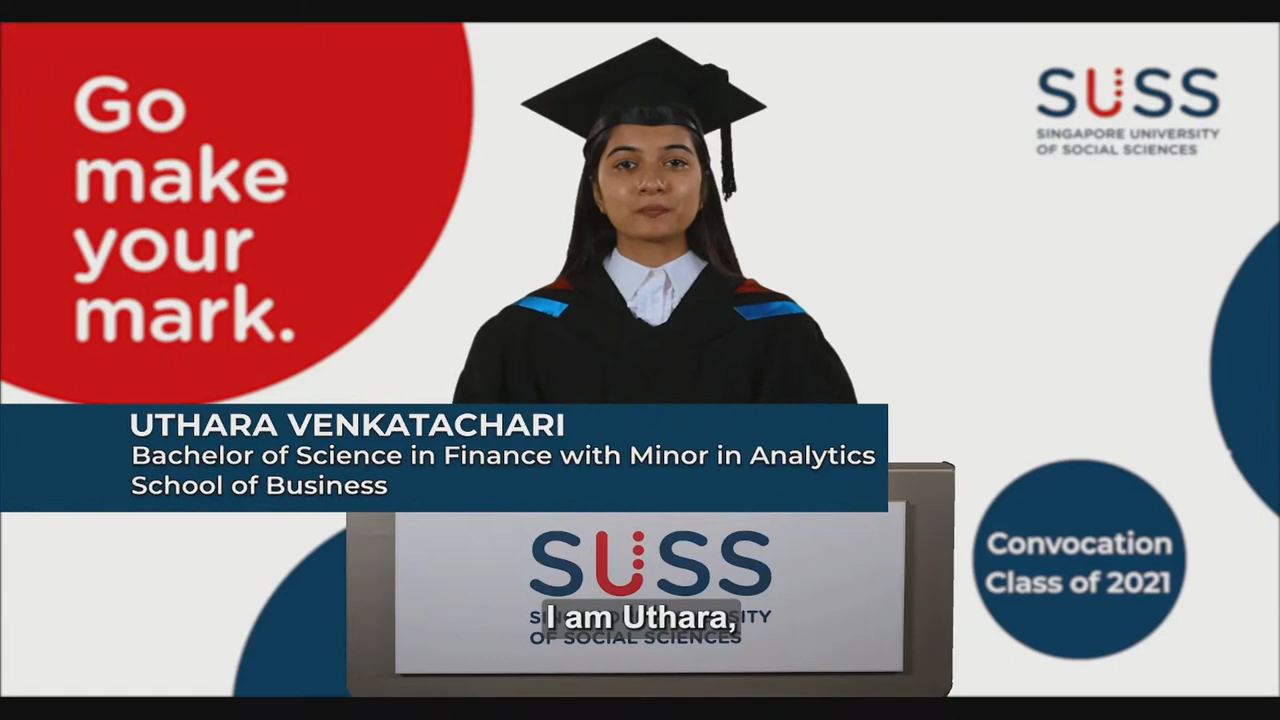 Go
make
your
mark.
SUSS
SINGAPORE UNIVERSITY
OF SOCIAL SCIENCES
UTHARA VENKATACHARI
Bachelor of Science in Finance with Minor in Analytics
School of Business
Convocation
Class of 2021
SUSS
I am Uthara,
OF SOCIAL SCIENCES